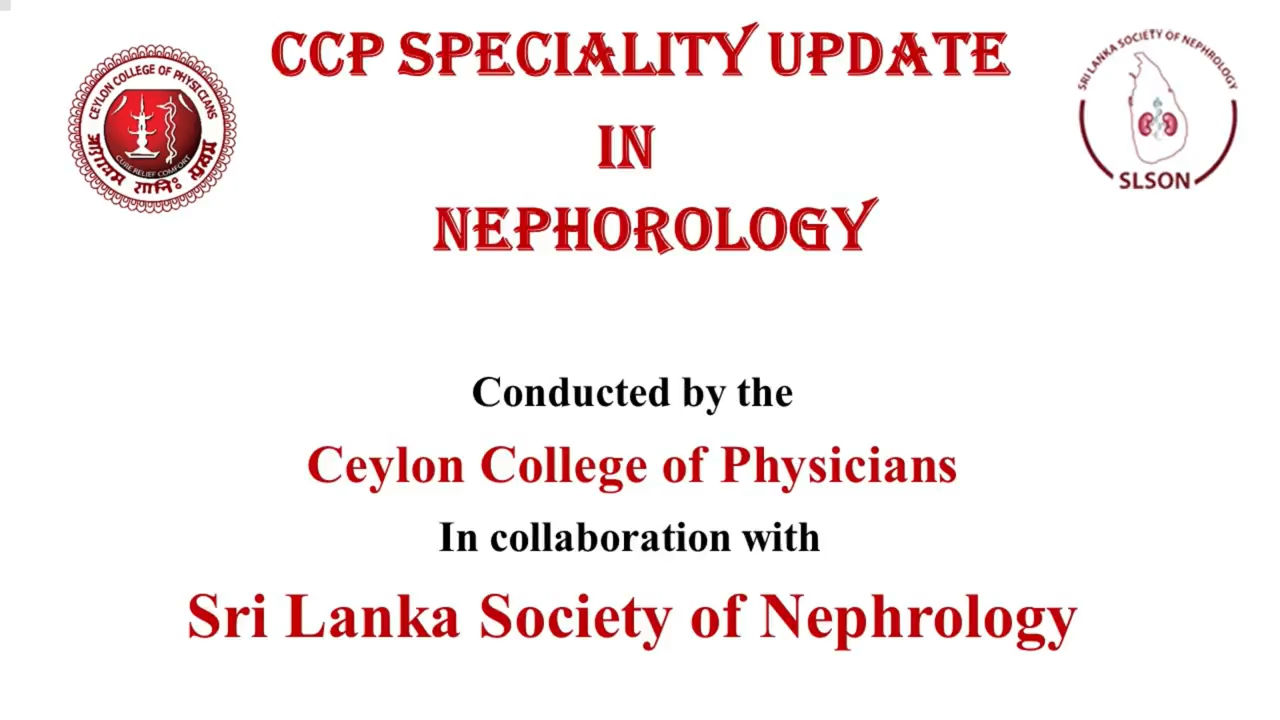 CCP SPECIALITY UPDATE
IN
NEPHOROLOGY
CEYLON COLLEGE OF PHYSICIANS
CURE RELIEF COMFORT
SRI LANKA SOCIETY OF NEPHROLOGY
SLSON
Conducted by the
Ceylon College of Physicians
In collaboration with
Sri Lanka Society of Nephrology